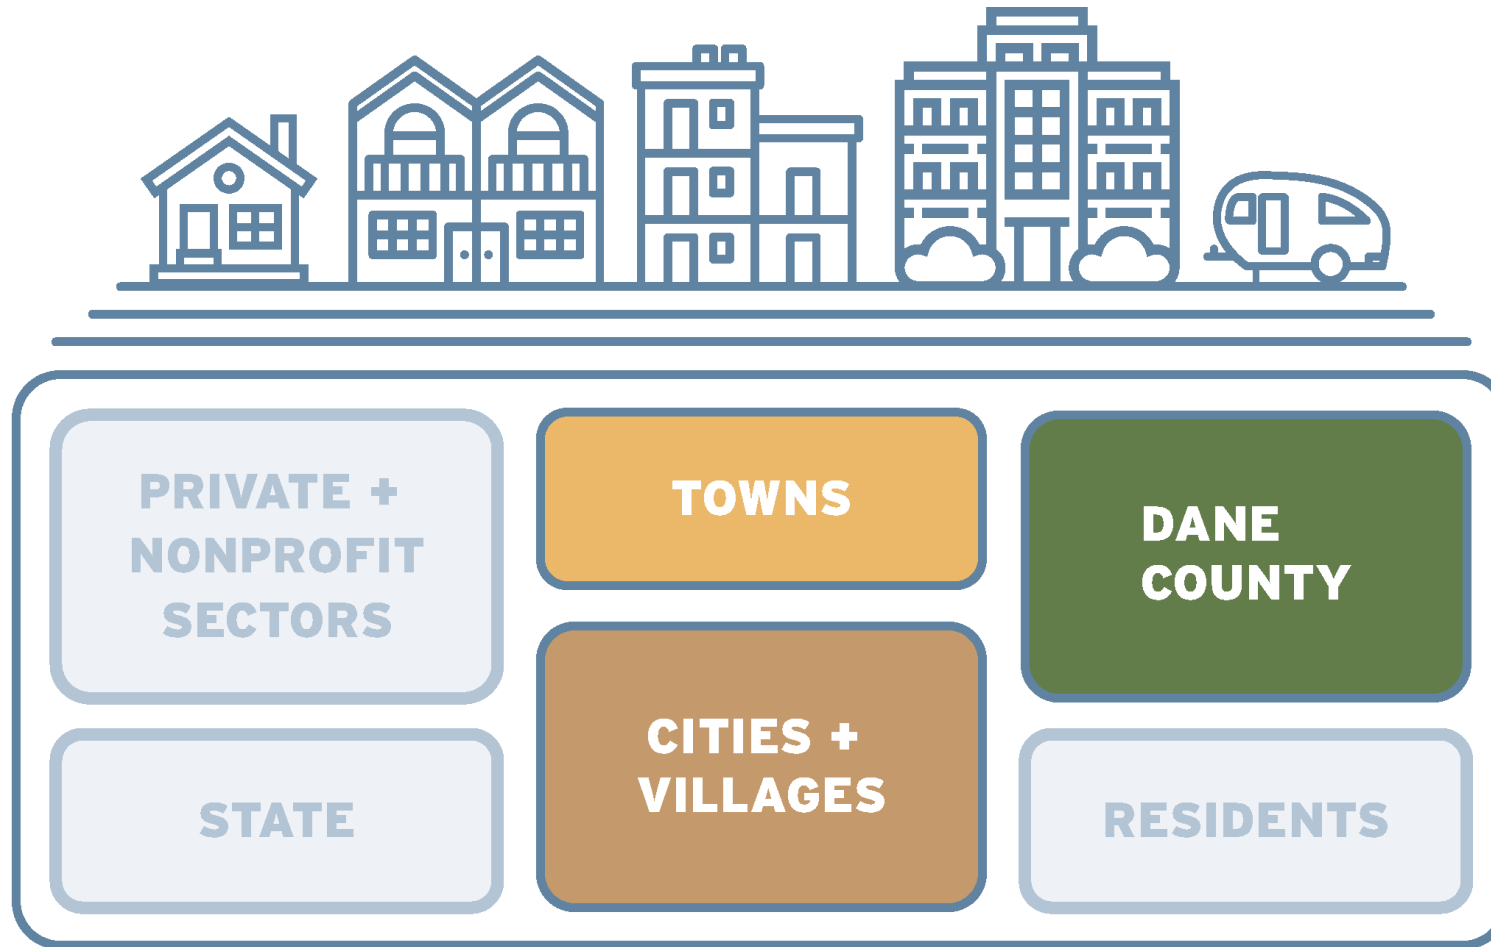 PRIVATE +
NONPROFIT
SECTORS
TOWNS
DANE
COUNTY
STATE
CITIES +
VILLAGES
RESIDENTS